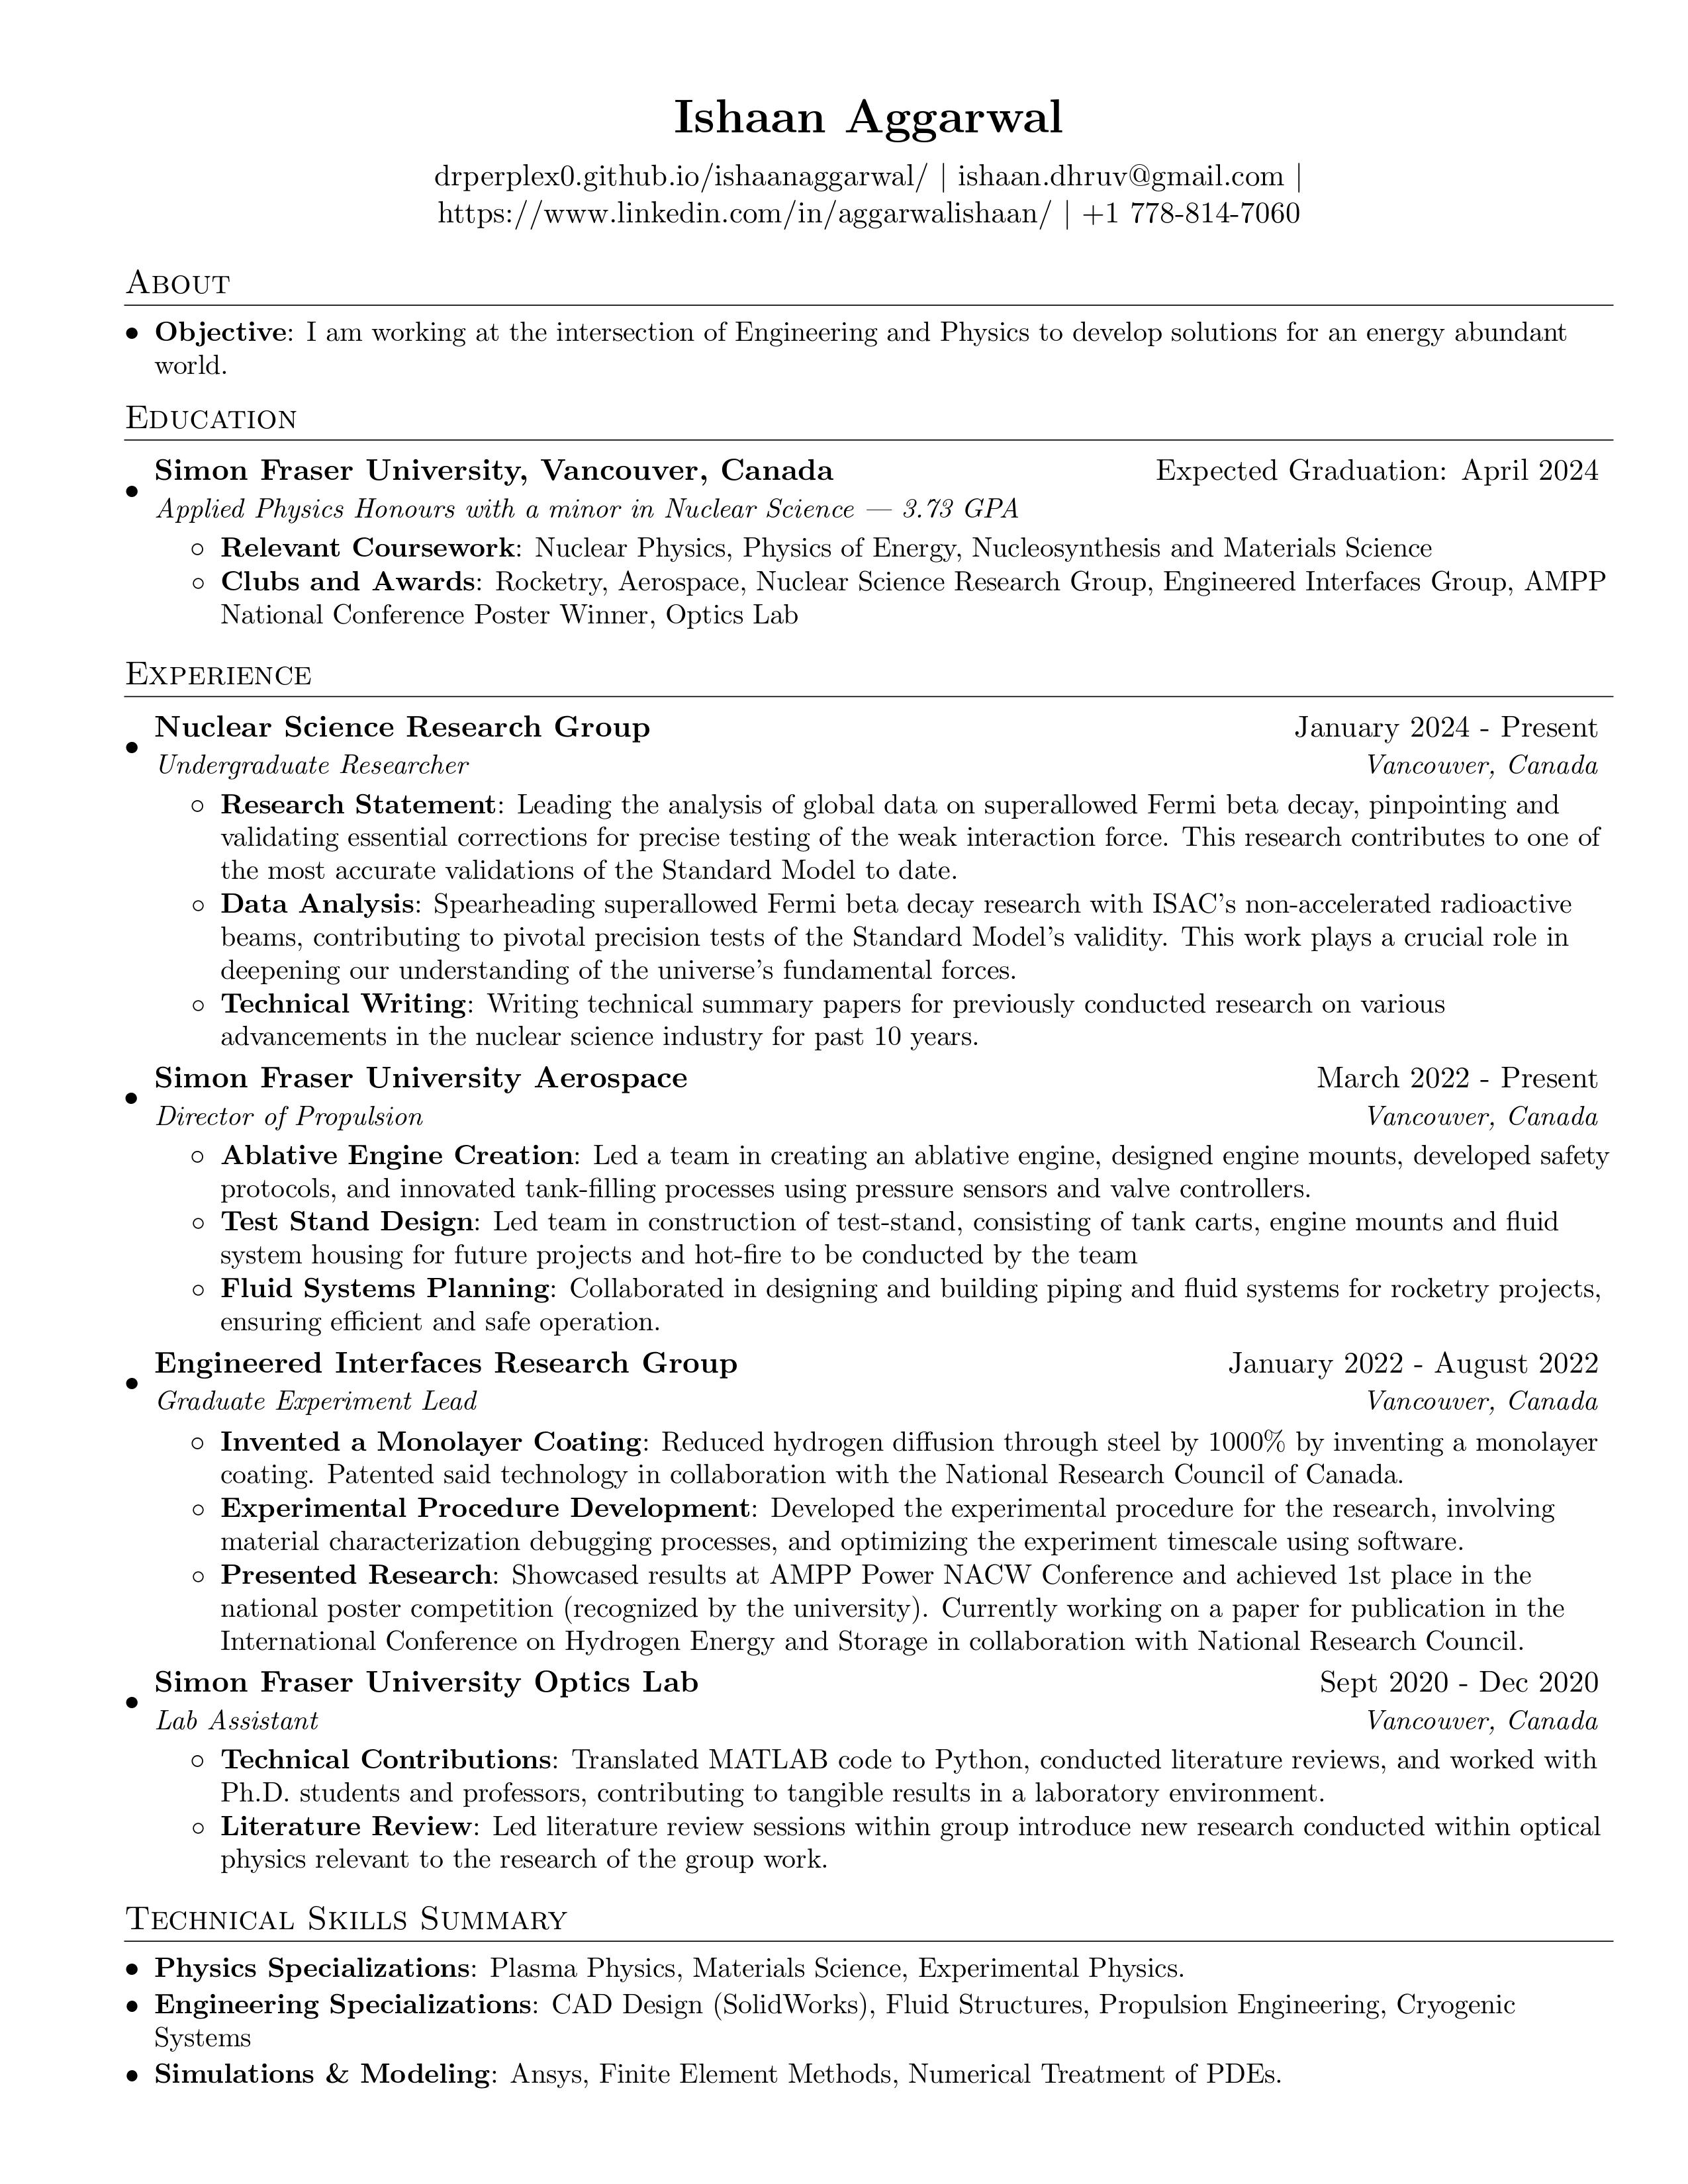 Ishaan Aggarwal
drperplex0.github.io/ishaanaggarwal/ | ishaan.dhruv@gmail.com |
https://www.linkedin.com/in/aggarwalishaan/ | +1 778-814-7060
About
• Objective: I am working at the intersection of Engineering and Physics to develop solutions for an energy abundant
world.
Education
• Simon Fraser University, Vancouver, Canada Expected Graduation: April 2024
Applied Physics Honours with a minor in Nuclear Science — 3.73 GPA
◦ Relevant Coursework: Nuclear Physics, Physics of Energy, Nucleosynthesis and Materials Science
◦ Clubs and Awards: Rocketry, Aerospace, Nuclear Science Research Group, Engineered Interfaces Group, AMPP
National Conference Poster Winner, Optics Lab
Experience
• Nuclear Science Research Group January 2024 - Present
Undergraduate Researcher Vancouver, Canada
◦ Research Statement: Leading the analysis of global data on superallowed Fermi beta decay, pinpointing and
validating essential corrections for precise testing of the weak interaction force. This research contributes to one of
the most accurate validations of the Standard Model to date.
◦ Data Analysis: Spearheading superallowed Fermi beta decay research with ISAC's non-accelerated radioactive
beams, contributing to pivotal precision tests of the Standard Model's validity. This work plays a crucial role in
deepening our understanding of the universe's fundamental forces.
◦ Technical Writing: Writing technical summary papers for previously conducted research on various
advancements in the nuclear science industry for past 10 years.
• Simon Fraser University Aerospace March 2022 - Present
Director of Propulsion Vancouver, Canada
◦ Ablative Engine Creation: Led a team in creating an ablative engine, designed engine mounts, developed safety
protocols, and innovated tank-filling processes using pressure sensors and valve controllers.
◦ Test Stand Design: Led team in construction of test-stand, consisting of tank carts, engine mounts and fluid
system housing for future projects and hot-fire to be conducted by the team
◦ Fluid Systems Planning: Collaborated in designing and building piping and fluid systems for rocketry projects,
ensuring efficient and safe operation.
• Engineered Interfaces Research Group January 2022 - August 2022
Graduate Experiment Lead Vancouver, Canada
◦ Invented a Monolayer Coating: Reduced hydrogen diffusion through steel by 1000% by inventing a monolayer
coating. Patented said technology in collaboration with the National Research Council of Canada.
◦ Experimental Procedure Development: Developed the experimental procedure for the research, involving
material characterization debugging processes, and optimizing the experiment timescale using software.
◦ Presented Research: Showcased results at AMPP Power NACW Conference and achieved 1st place in the
national poster competition (recognized by the university). Currently working on a paper for publication in the
International Conference on Hydrogen Energy and Storage in collaboration with National Research Council.
• Simon Fraser University Optics Lab Sept 2020 - Dec 2020
Lab Assistant Vancouver, Canada
◦ Technical Contributions: Translated MATLAB code to Python, conducted literature reviews, and worked with
Ph.D. students and professors, contributing to tangible results in a laboratory environment.
◦ Literature Review: Led literature review sessions within group introduce new research conducted within optical
physics relevant to the research of the group work.
Technical Skills Summary
• Physics Specializations: Plasma Physics, Materials Science, Experimental Physics.
• Engineering Specializations: CAD Design (SolidWorks), Fluid Structures, Propulsion Engineering, Cryogenic
Systems
• Simulations & Modeling: Ansys, Finite Element Methods, Numerical Treatment of PDEs.